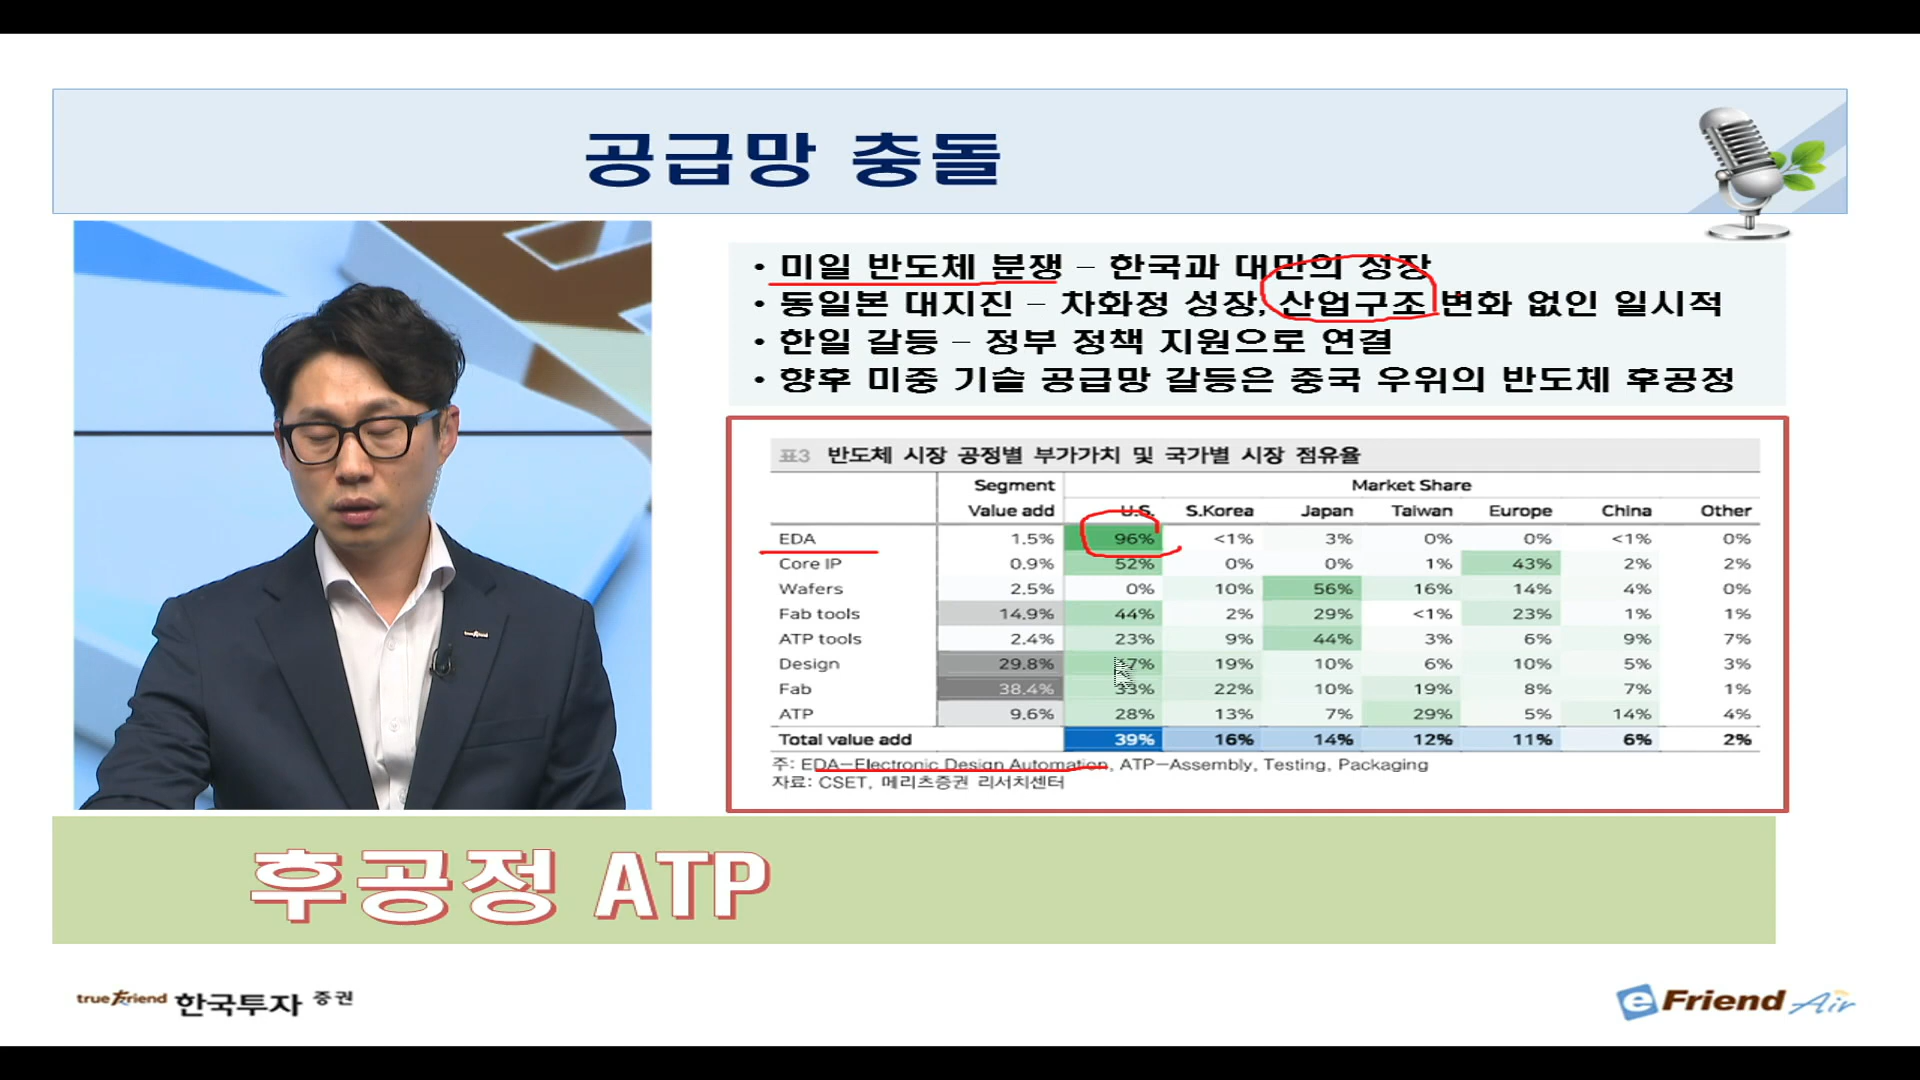 공급망 충돌
• 미일 반도체 분쟁 – 한국과 대만의 성장
• 동일본 대지진 – 차화정 성장, 산업구조 변화 없인 일시적
• 한일 갈등 – 정부 정책 지원으로 연결
• 향후 미중 기술 공급망 갈등은 중국 우위의 반도체 후공정
표3 반도체 시장 공정별 부가가치 및 국가별 시장 점유율
Segment Market Share
Value add U.S. S.Korea Japan Taiwan Europe China Other
EDA 1.5% 96% <1% 3% 0% 0% <1% 0%
Core IP 0.9% 52% 0% 0% 1% 43% 2% 2%
Wafers 2.5% 0% 10% 56% 16% 14% 4% 0%
Fab tools 14.9% 44% 2% 29% <1% 23% 1% 1%
ATP tools 2.4% 23% 9% 44% 3% 6% 9% 7%
Design 29.8% 19% 10% 6% 10% 5% 3%
Fab 38.4% 33% 22% 10% 19% 8% 7% 1%
ATP 9.6% 28% 13% 7% 29% 5% 14% 4%
Total value add 39% 16% 14% 12% 11% 6% 2%
주: EDA-Electronic Design Automation, ATP-Assembly, Testing, Packaging
자료: CSET, 메리츠증권 리서치센터
후공정 ATP
true friend 한국투자 증권
eFriend Air